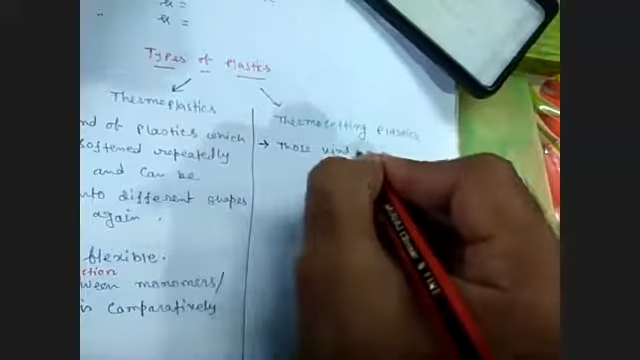 Types of Plastics
Thermoplastics
nd of Plastics which
softened repeatedly
and can be
nto different shapes
again.
flexible.
ction
ween monomers/
is comparatively
Thermosetting Plastics
→ Those kind